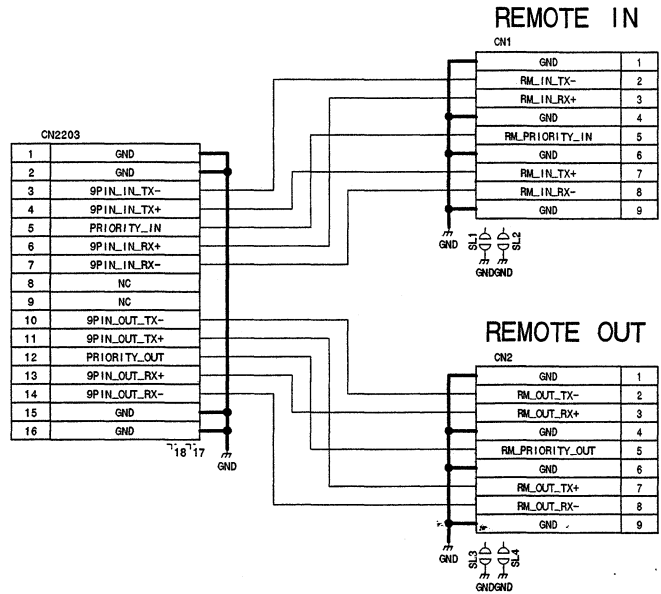 REMOTE IN
CN1
GND 1
RM_IN_TX- 2
RM_IN_RX+ 3
GND 4
RM_PRIORITY_IN 5
GND 6
RM_IN_TX+ 7
RM_IN_RX- 8
GND 9
GND
SL1
SL2
GND GND
CN2203
1 GND
2 GND
3 9PIN_IN_TX-
4 9PIN_IN_TX+
5 PRIORITY_IN
6 9PIN_IN_RX+
7 9PIN_IN_RX-
8 NC
9 NC
10 9PIN_OUT_TX-
11 9PIN_OUT_TX+
12 PRIORITY_OUT
13 9PIN_OUT_RX+
14 9PIN_OUT_RX-
15 GND
16 GND
18 17
GND
REMOTE OUT
CN2
GND 1
RM_OUT_TX- 2
RM_OUT_RX+ 3
GND 4
RM_PRIORITY_OUT 5
GND 6
RM_OUT_TX+ 7
RM_OUT_RX- 8
GND 9
GND
SL3
SL4
GND GND